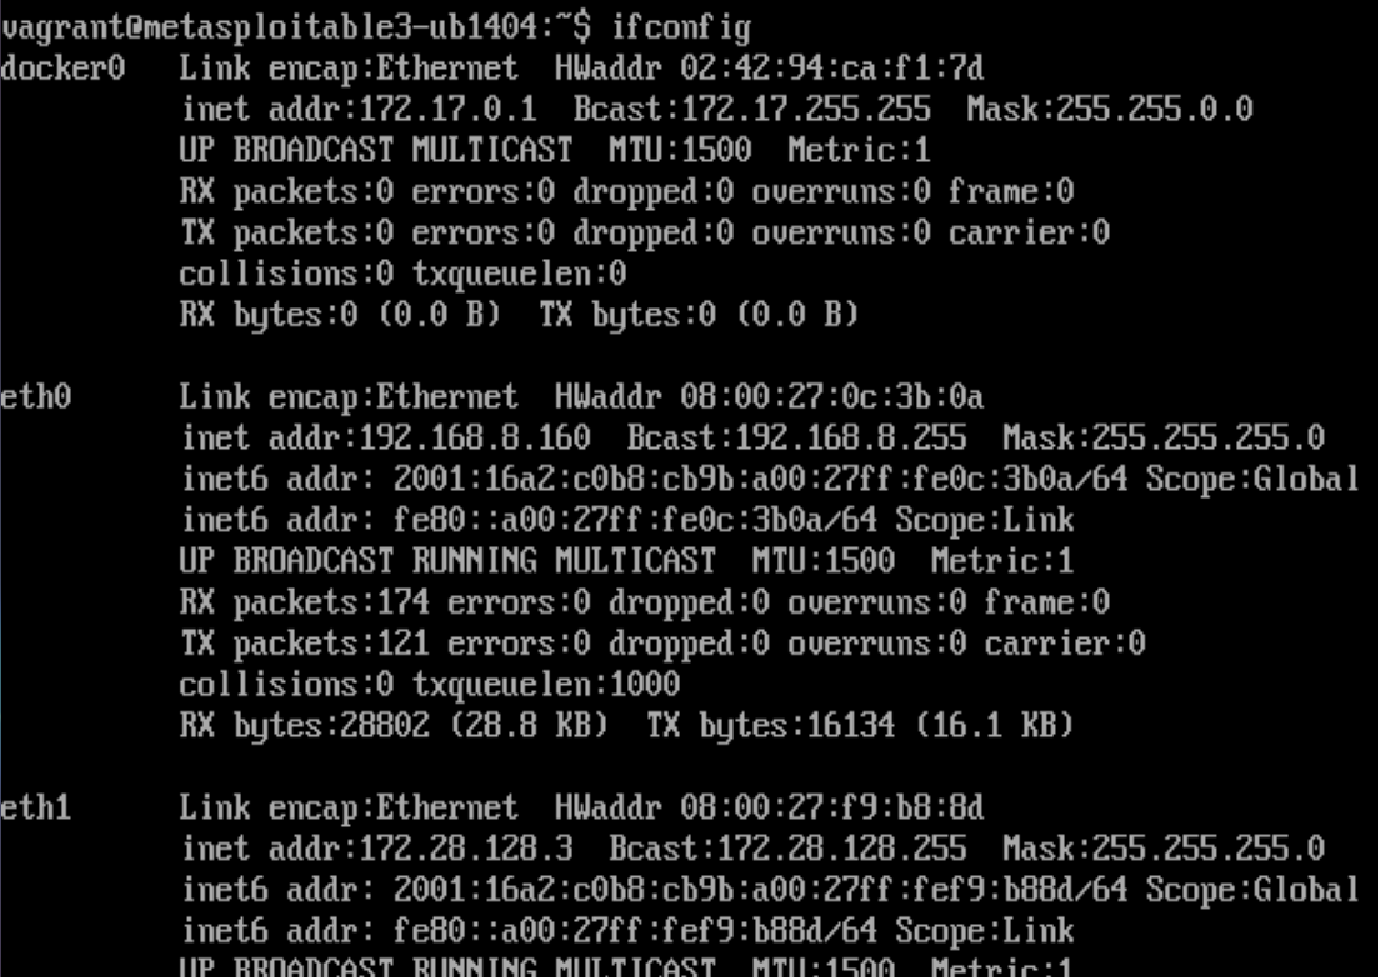 vagrant@metasploitable3-ub1404:~$ ifconfig
docker0   Link encap:Ethernet  HWaddr 02:42:94:ca:f1:7d
          inet addr:172.17.0.1  Bcast:172.17.255.255  Mask:255.255.0.0
          UP BROADCAST MULTICAST  MTU:1500  Metric:1
          RX packets:0 errors:0 dropped:0 overruns:0 frame:0
          TX packets:0 errors:0 dropped:0 overruns:0 carrier:0
          collisions:0 txqueuelen:0
          RX bytes:0 (0.0 B)  TX bytes:0 (0.0 B)

eth0      Link encap:Ethernet  HWaddr 08:00:27:0c:3b:0a
          inet addr:192.168.8.160  Bcast:192.168.8.255  Mask:255.255.255.0
          inet6 addr: 2001:16a2:c0b8:cb9b:a00:27ff:fe0c:3b0a/64 Scope:Global
          inet6 addr: fe80::a00:27ff:fe0c:3b0a/64 Scope:Link
          UP BROADCAST RUNNING MULTICAST  MTU:1500  Metric:1
          RX packets:174 errors:0 dropped:0 overruns:0 frame:0
          TX packets:121 errors:0 dropped:0 overruns:0 carrier:0
          collisions:0 txqueuelen:1000
          RX bytes:28802 (28.8 KB)  TX bytes:16134 (16.1 KB)

eth1      Link encap:Ethernet  HWaddr 08:00:27:f9:b8:8d
          inet addr:172.28.128.3  Bcast:172.28.128.255  Mask:255.255.255.0
          inet6 addr: 2001:16a2:c0b8:cb9b:a00:27ff:fef9:b88d/64 Scope:Global
          inet6 addr: fe80::a00:27ff:fef9:b88d/64 Scope:Link
          UP BROADCAST RUNNING MULTICAST  MTU:1500  Metric:1